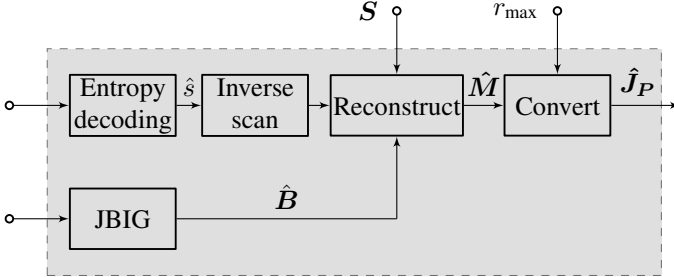 S
r_max
Entropy decoding
ŝ
Inverse scan
Reconstruct
M̂
Convert
Ĵ_P
JBIG
B̂